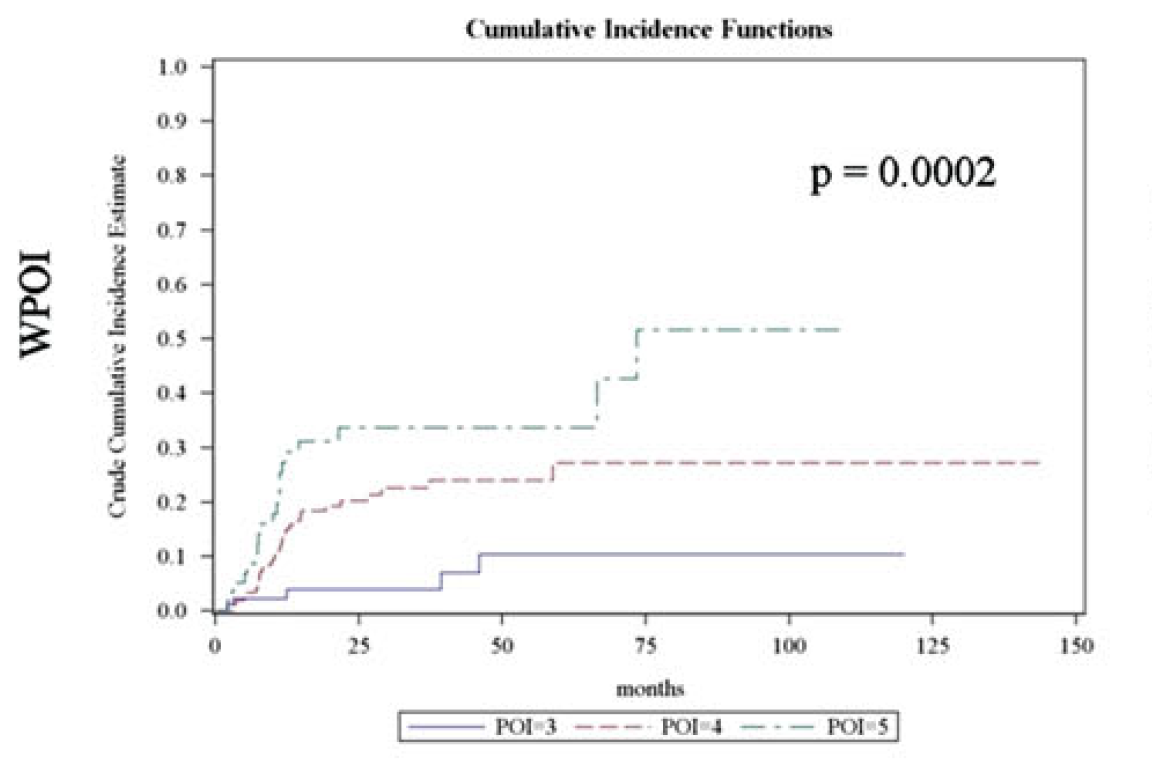 Cumulative Incidence Functions
WPOI
Crude Cumulative Incidence Estimate
1.0
0.9
0.8
0.7
0.6
0.5
0.4
0.3
0.2
0.1
0.0
p = 0.0002
0 25 50 75 100 125 150
months
POI=3 POI=4 POI=5